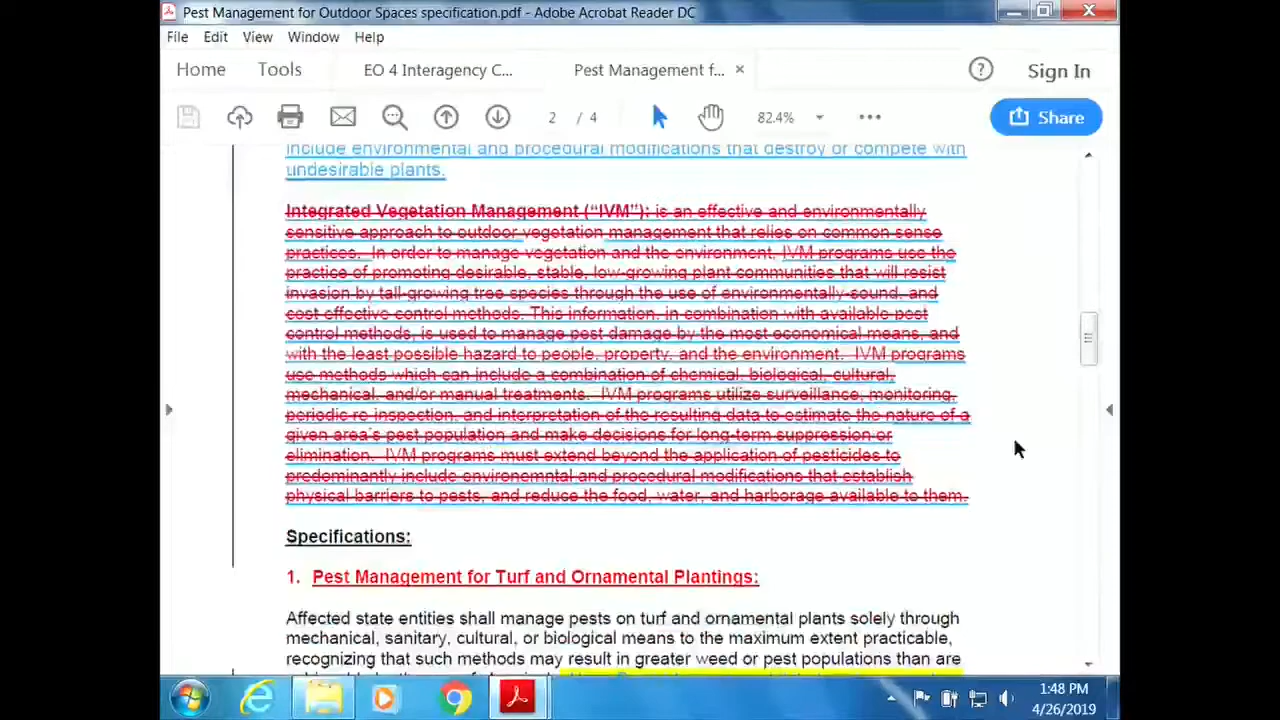 Pest Management for Outdoor Spaces specification.pdf - Adobe Acrobat Reader DC
File Edit View Window Help
Home Tools EO 4 Interagency C... Pest Management f... ×
2 / 4 82.4% Share
? Sign In
include environmental and procedural modifications that destroy or compete with
undesirable plants.
Integrated Vegetation Management (“IVM”): is an effective and environmentally
sensitive approach to outdoor vegetation management that relies on common sense
practices. In order to manage vegetation and the environment, IVM programs use the
practice of promoting desirable, stable, low-growing plant communities that will resist
invasion by tall-growing tree species through the use of environmentally-sound, and
cost effective control methods. This information, in combination with available pest
control methods, is used to manage pest damage by the most economical means, and
with the least possible hazard to people, property, and the environment. IVM programs
use methods which can include a combination of chemical, biological, cultural,
mechanical, and/or manual treatments. IVM programs utilize surveillance, monitoring,
periodic re-inspection, and interpretation of the resulting data to estimate the nature of a
given area's pest population and make decisions for long-term suppression or
elimination. IVM programs must extend beyond the application of pesticides to
predominantly include environemntal and procedural modifications that establish
physical barriers to pests, and reduce the food, water, and harborage available to them.
Specifications:
1. Pest Management for Turf and Ornamental Plantings:
Affected state entities shall manage pests on turf and ornamental plants solely through
mechanical, sanitary, cultural, or biological means to the maximum extent practicable,
recognizing that such methods may result in greater weed or pest populations than are
1:48 PM
4/26/2019